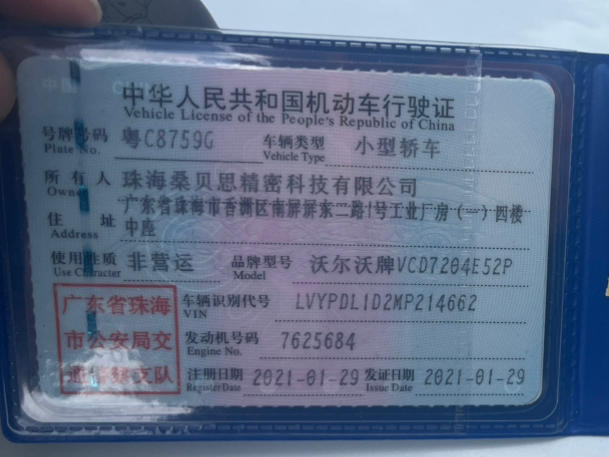 中华人民共和国机动车行驶证
Vehicle License of the People's Republic of China
号牌号码 粤C8759G 车辆类型 小型轿车
Plate No. Vehicle Type
所有人 珠海桑贝思精密科技有限公司
Owner
住址 广东省珠海市香洲区南屏屏东二路1号工业厂房(一)四楼
Address 中座
使用性质 非营运 品牌型号 沃尔沃牌VCD7204E52P
Use Character Model
广东省珠海
市公安局交
通警察支队
车辆识别代号 LVYPDL1D2MP214662
VIN
发动机号码 7625684
Engine No.
注册日期 2021-01-29 发证日期 2021-01-29
Register Date Issue Date